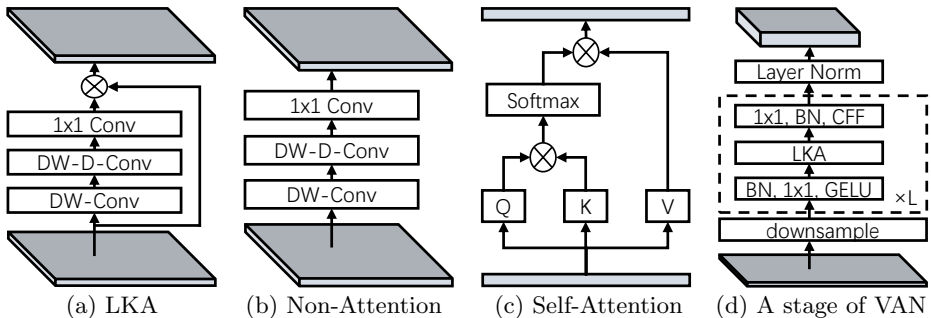 1x1 Conv
DW-D-Conv
DW-Conv
(a) LKA
1x1 Conv
DW-D-Conv
DW-Conv
(b) Non-Attention
Softmax
Q K V
(c) Self-Attention
Layer Norm
1x1, BN, CFF
LKA
BN, 1x1, GELU
×L
downsample
(d) A stage of VAN